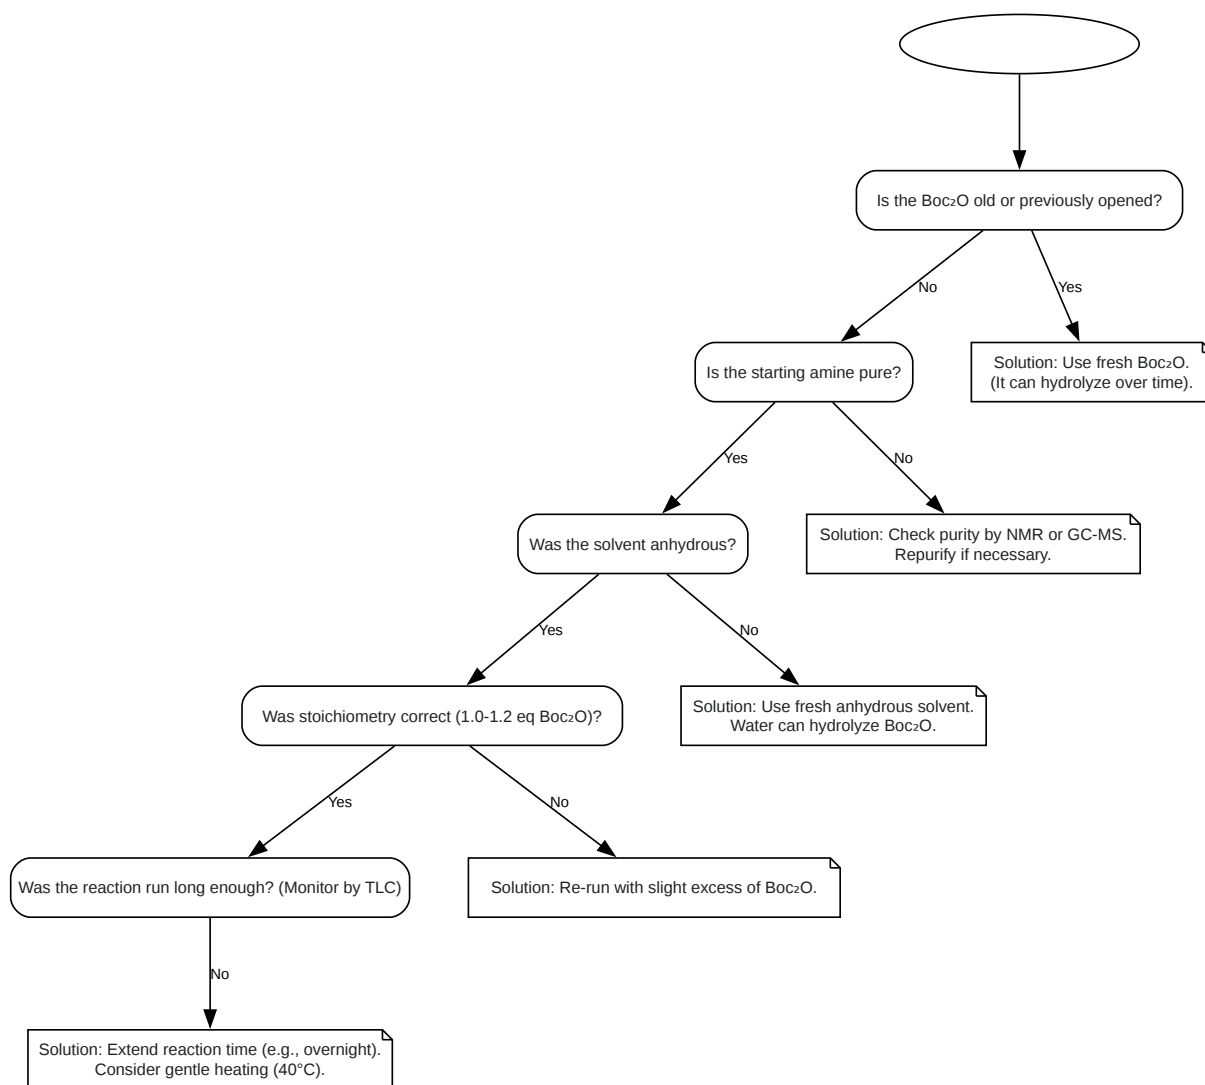 Is the Boc₂O old or previously opened?
No
Yes
Is the starting amine pure?
Solution: Use fresh Boc₂O.
(It can hydrolyze over time).
Yes
No
Was the solvent anhydrous?
Solution: Check purity by NMR or GC-MS.
Repurify if necessary.
Yes
No
Was stoichiometry correct (1.0-1.2 eq Boc₂O)?
Solution: Use fresh anhydrous solvent.
Water can hydrolyze Boc₂O.
Yes
No
Was the reaction run long enough? (Monitor by TLC)
Solution: Re-run with slight excess of Boc₂O.
No
Solution: Extend reaction time (e.g., overnight).
Consider gentle heating (40°C).